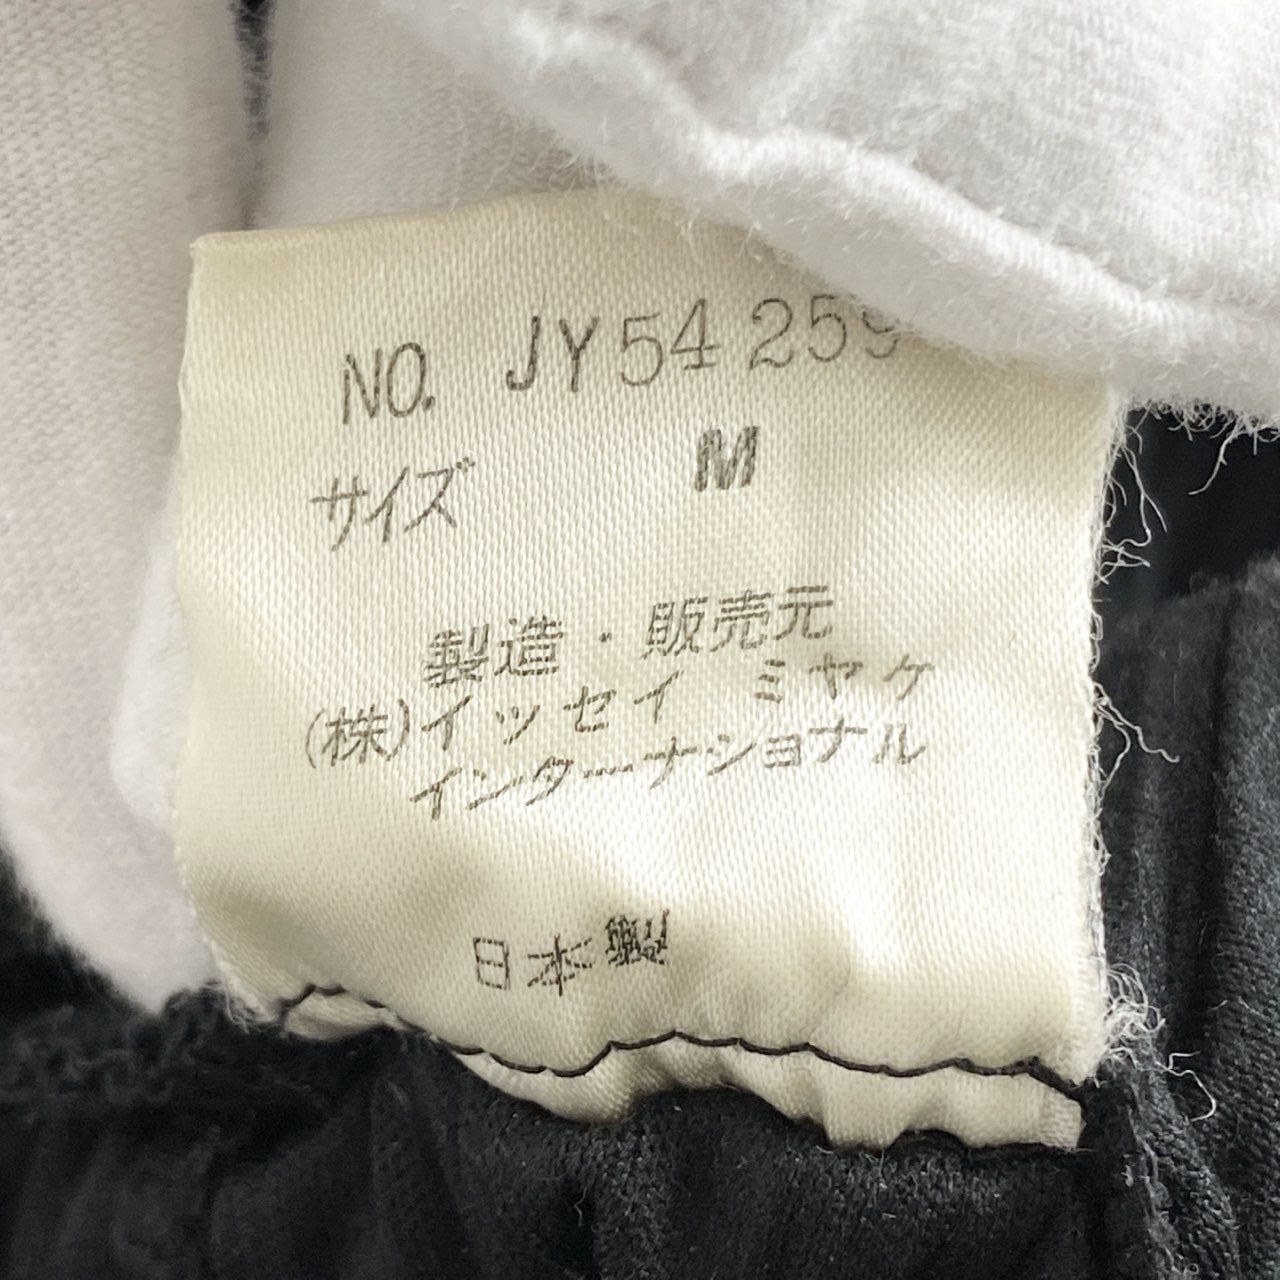 NO. JY54 259
サイズ M
製造・販売元
(株)イッセイ ミヤケ
インターナショナル
日本製